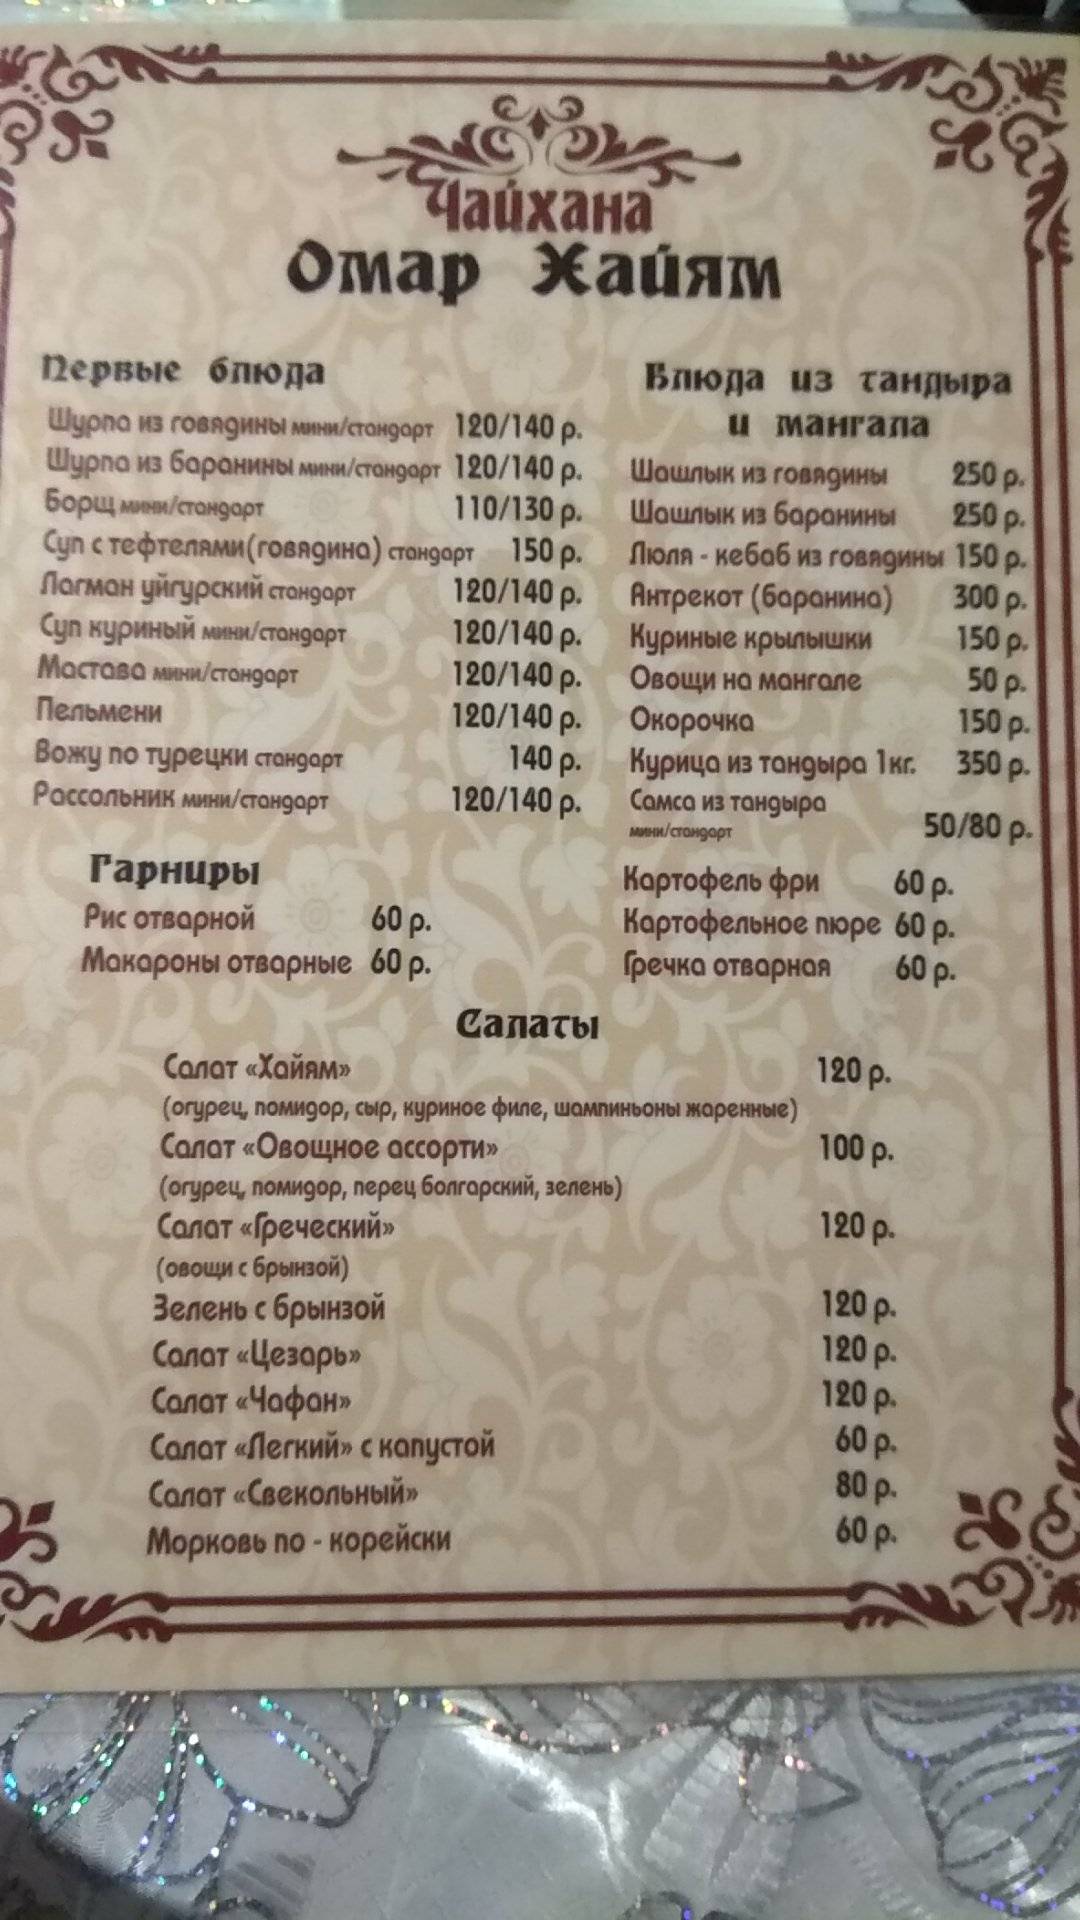 Чайхана
Омар Хайям
Первые блюда
Шурпа из говядины мини/стандарт 120/140 р.
Шурпа из баранины мини/стандарт 120/140 р.
Борщ мини/стандарт 110/130 р.
Суп с тефтелями(говядина) стандарт 150 р.
Лагман уйгурский стандарт 120/140 р.
Суп куриный мини/стандарт 120/140 р.
Мастава мини/стандарт 120/140 р.
Пельмени 120/140 р.
Вожу по турецки стандарт 140 р.
Рассольник мини/стандарт 120/140 р.
Блюда из тандыра
и мангала
Шашлык из говядины 250 р.
Шашлык из баранины 250 р.
Люля - кебаб из говядины 150 р.
Антрекот (баранина) 300 р.
Куриные крылышки 150 р.
Овощи на мангале 50 р.
Окорочка 150 р.
Курица из тандыра 1кг. 350 р.
Самса из тандыра
мини/стандарт 50/80 р.
Гарниры
Рис отварной 60 р.
Макароны отварные 60 р.
Картофель фри 60 р.
Картофельное пюре 60 р.
Гречка отварная 60 р.
Салаты
Салат «Хайям» 120 р.
(огурец, помидор, сыр, куриное филе, шампиньоны жаренные)
Салат «Овощное ассорти» 100 р.
(огурец, помидор, перец болгарский, зелень)
Салат «Греческий» 120 р.
(овощи с брынзой)
Зелень с брынзой 120 р.
Салат «Цезарь» 120 р.
Салат «Чафан» 120 р.
Салат «Легкий» с капустой 60 р.
Салат «Свекольный» 80 р.
Морковь по - корейски 60 р.